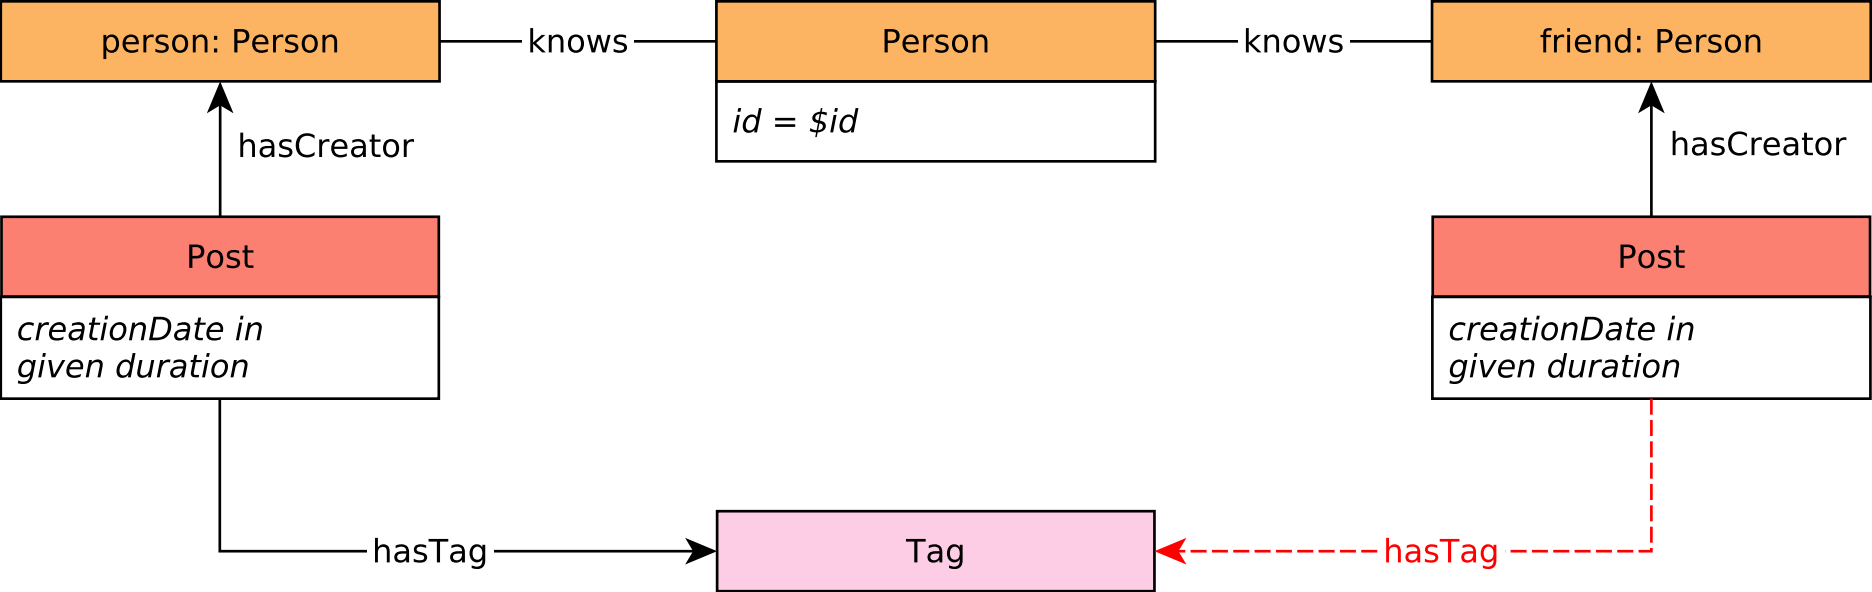 person: Person
knows
Person
knows
friend: Person
id = $id
hasCreator
hasCreator
Post
Post
creationDate in
given duration
creationDate in
given duration
hasTag
Tag
hasTag